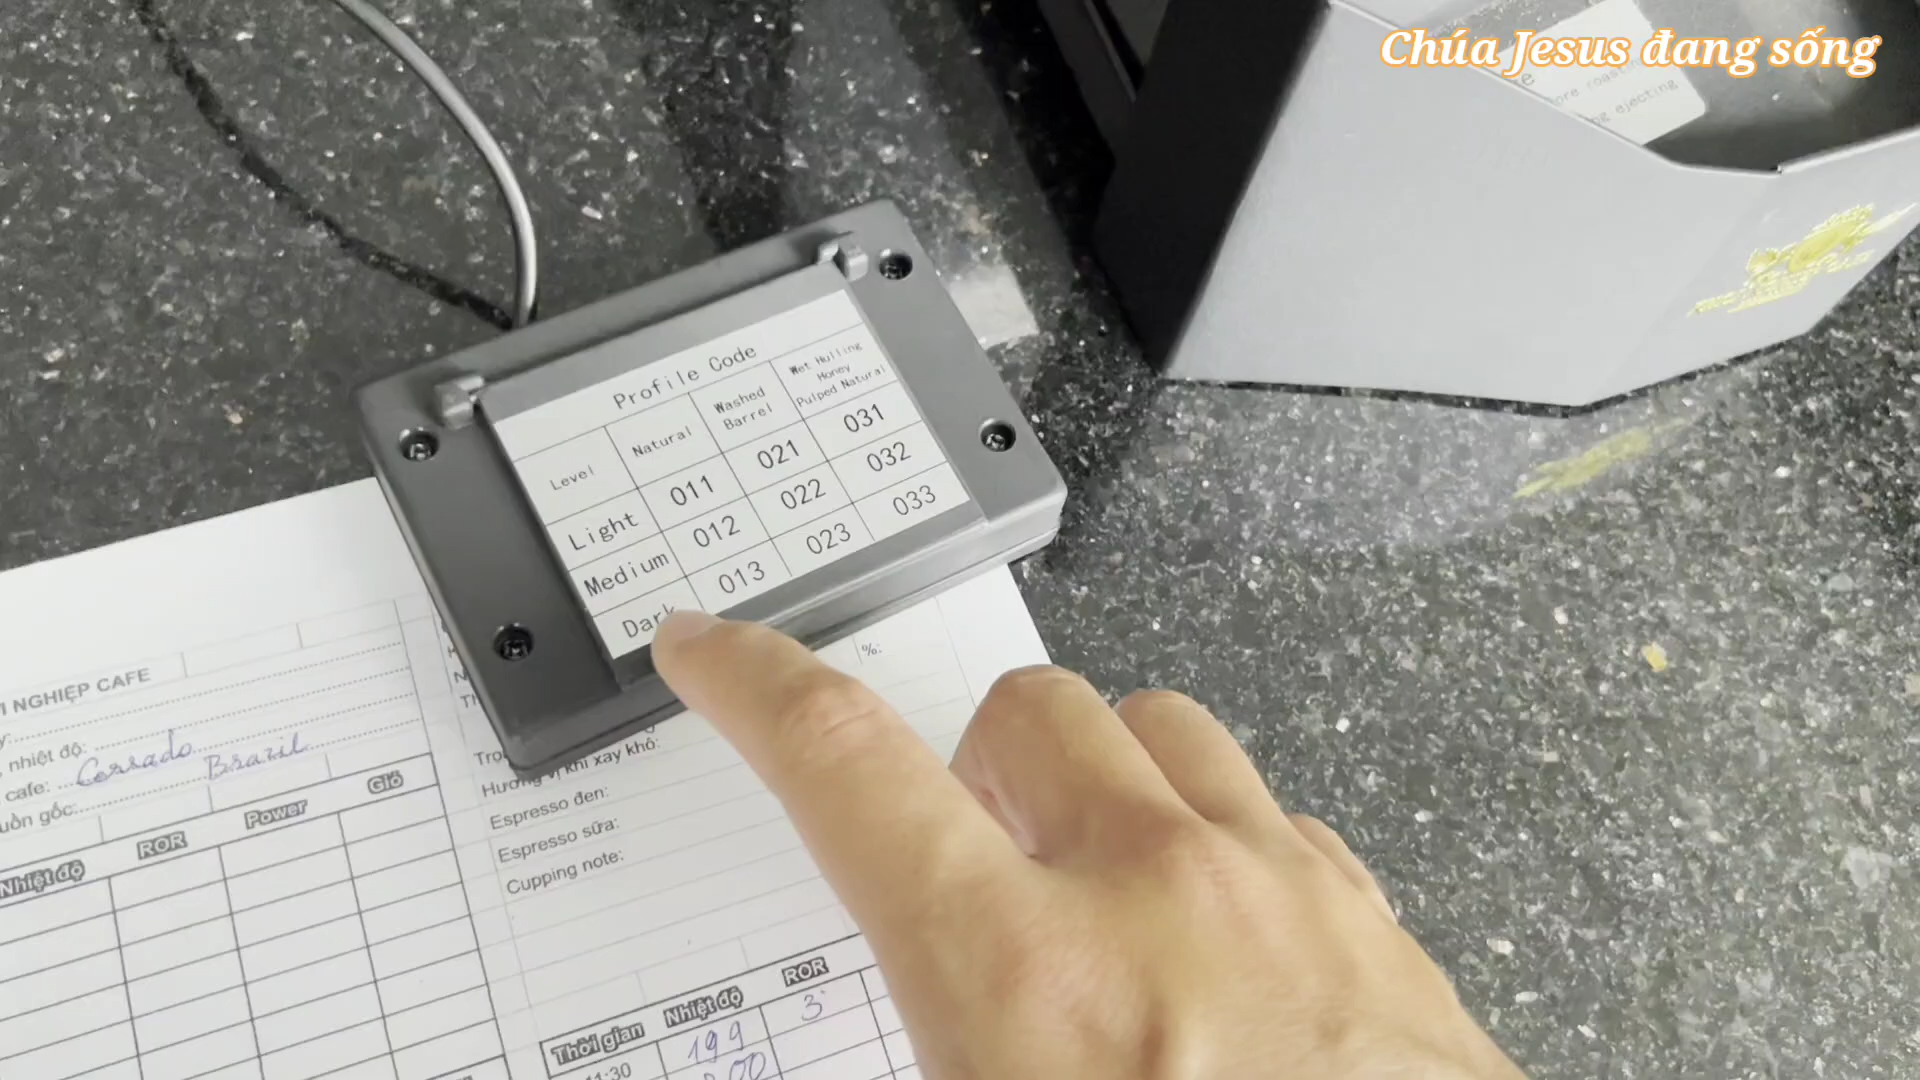 Chúa Jesus đang sống
ejecting
Profile Code
Level
Natural
Washed
Barrel
Wet Hulling
Honey
Pulped Natural
Light 011 021 031
Medium 012 022 032
Dark 013 023 033
NGHIỆP CAFE
nhiệt độ:
cafe: Cerrado
Brazil
Nhiệt độ ROR Power Gió
%:
Hương vị khi xay khô:
Espresso đen:
Espresso sữa:
Cupping note:
Thời gian Nhiệt độ ROR
11:30 199 3